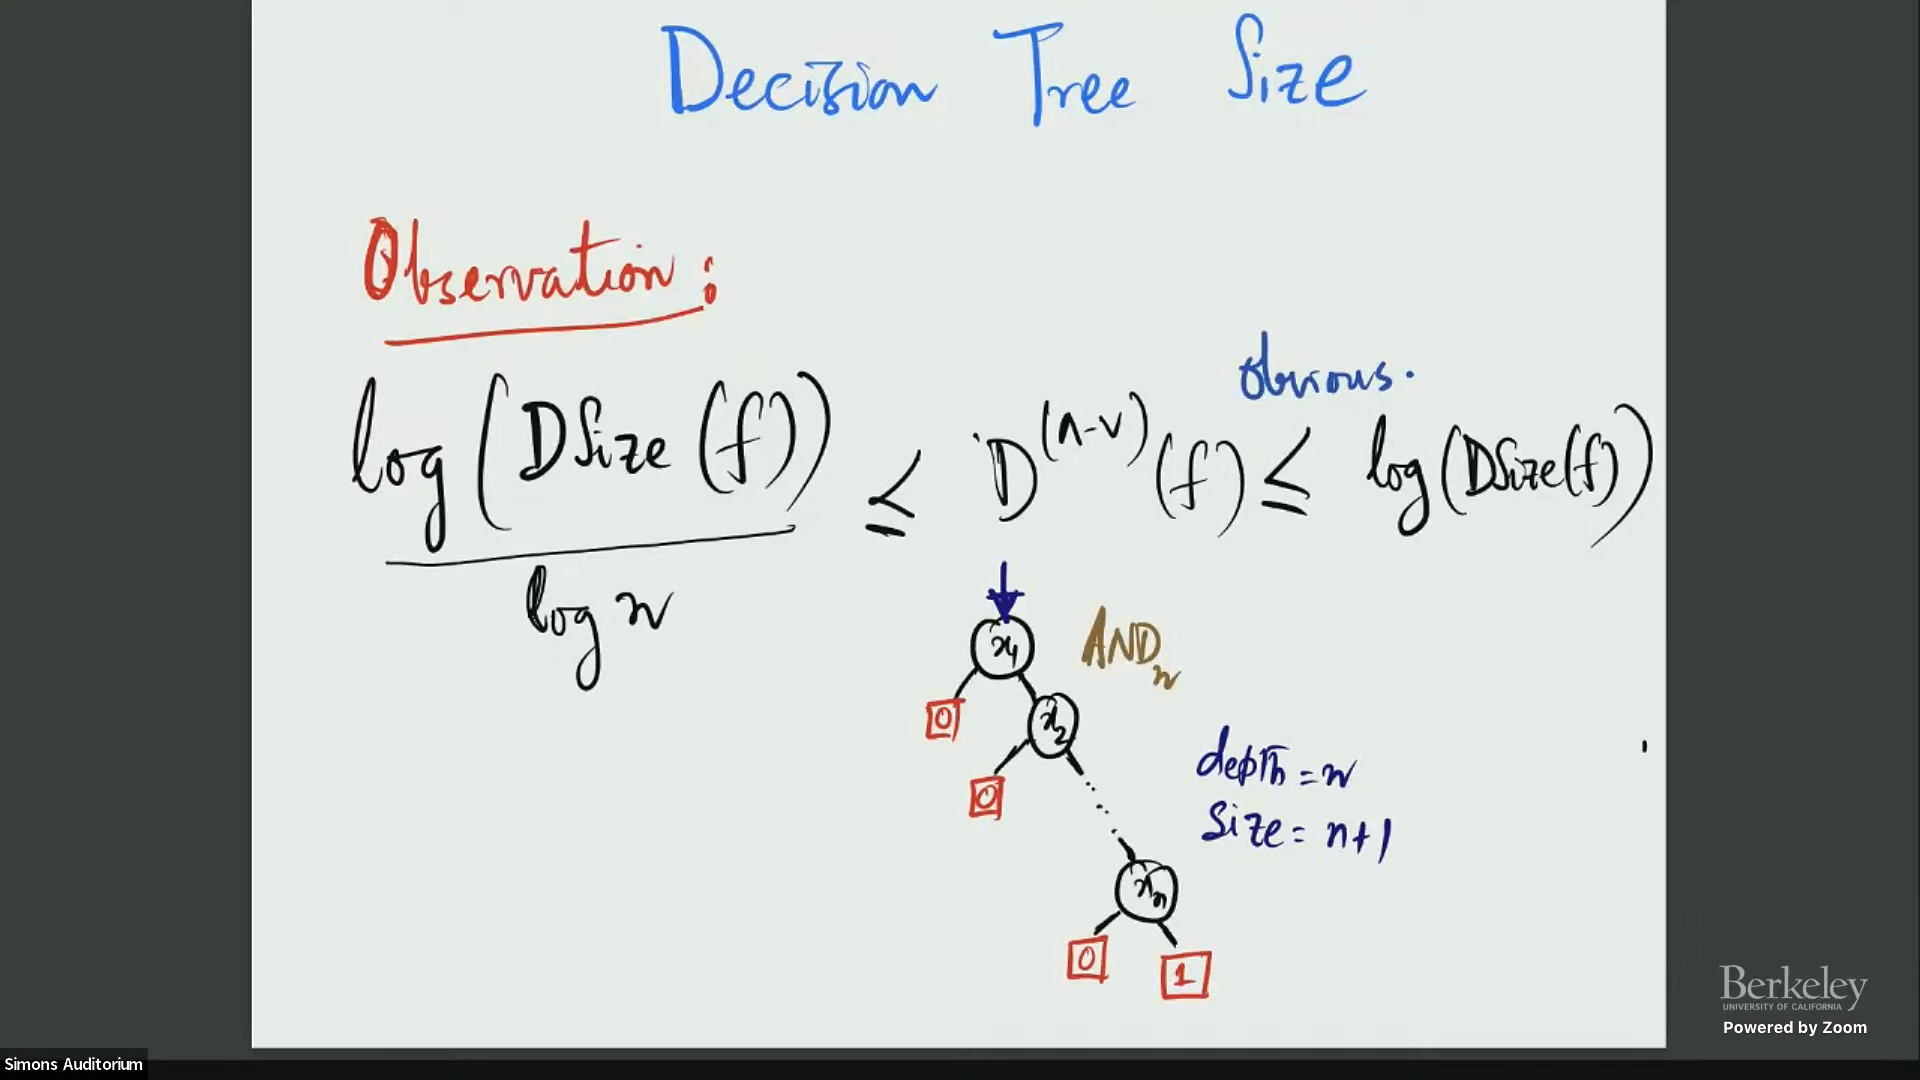 Decision Tree Size
Observation:
obvious.
log(DSize(f)) ≤ D^(∧-∨)(f) ≤ log(DSize(f))
log n
x1
AND_n
0
x2
0
depth = n
size = n+1
xn
0
1
Berkeley
UNIVERSITY OF CALIFORNIA
Powered by Zoom
Simons Auditorium